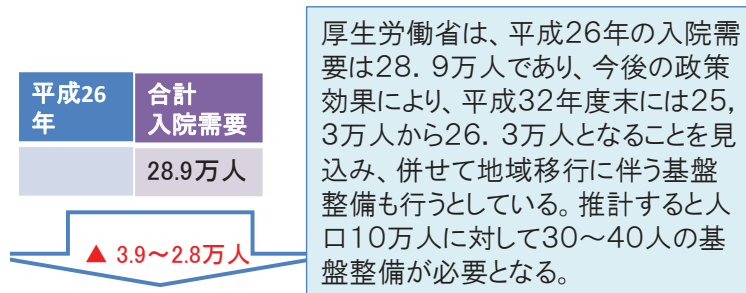 平成26
年
合計
入院需要
28.9万人
▲ 3.9～2.8万人
厚生労働省は、平成26年の入院需
要は28．9万人であり、今後の政策
効果により、平成32年度末には25，
3万人から26．3万人となることを見
込み、併せて地域移行に伴う基盤
整備も行うとしている。推計すると人
口10万人に対して30～40人の基
盤整備が必要となる。